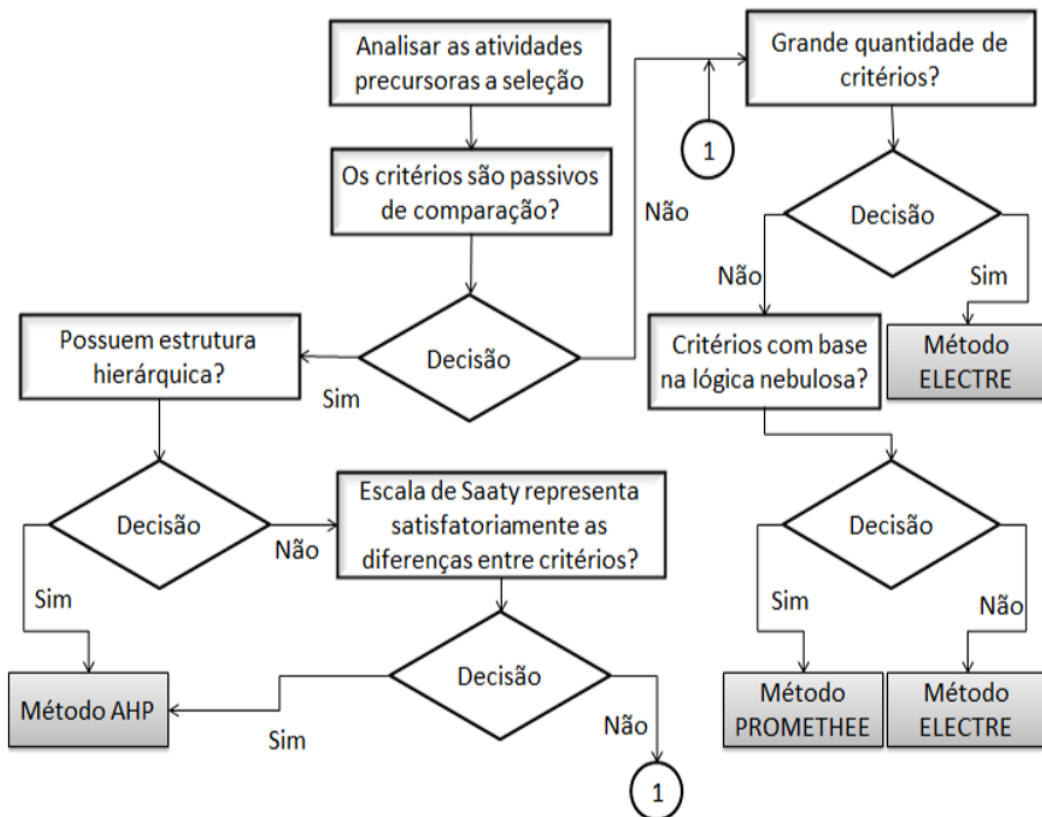 Analisar as atividades
precursoras a seleção
Os critérios são passivos
de comparação?
Decisão
Sim
Não
Possuem estrutura
hierárquica?
Decisão
Sim
Não
Escala de Saaty representa
satisfatoriamente as
diferenças entre critérios?
Decisão
Sim
Não
Método AHP
1
1
Grande quantidade de
critérios?
Decisão
Não
Sim
Método
ELECTRE
Critérios com base
na lógica nebulosa?
Decisão
Sim
Não
Método
PROMETHEE
Método
ELECTRE